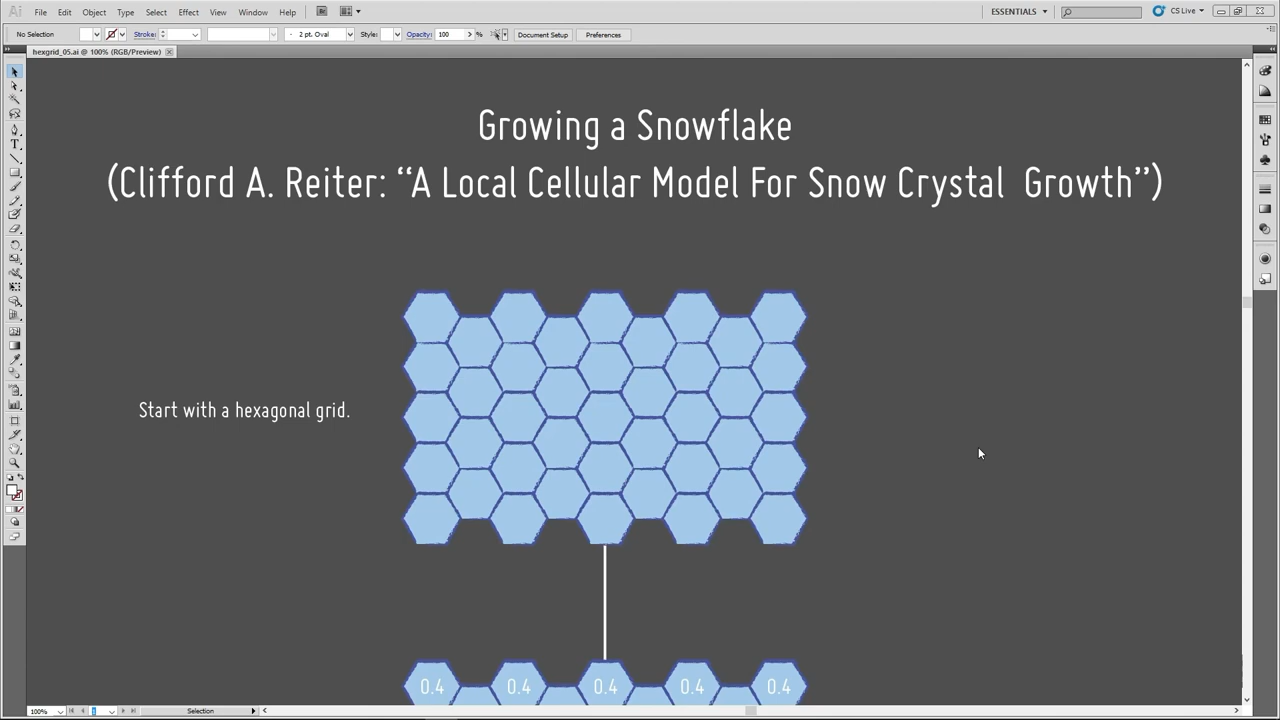 Ai File Edit Object Type Select Effect View Window Help ESSENTIALS CS Live
No Selection Stroke: 2 pt. Oval Style: Opacity: 100 % Document Setup Preferences
hexgrid_05.ai @ 100% (RGB/Preview)
Growing a Snowflake
(Clifford A. Reiter: “A Local Cellular Model For Snow Crystal Growth”)
Start with a hexagonal grid.
0.4 0.4 0.4 0.4 0.4
100% 1 Selection